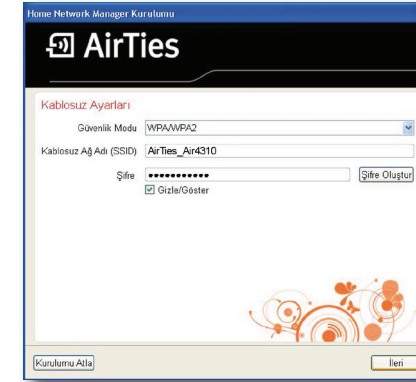 Home Network Manager Kurulumu
AirTies
Kablosuz Ayarları
Güvenlik Modu WPA/WPA2
Kablosuz Ağ Adı (SSID) AirTies_Air4310
Şifre ●●●●●●●●●●● Şifre Oluştur
Gizle/Göster
Kurulumu Atla İleri